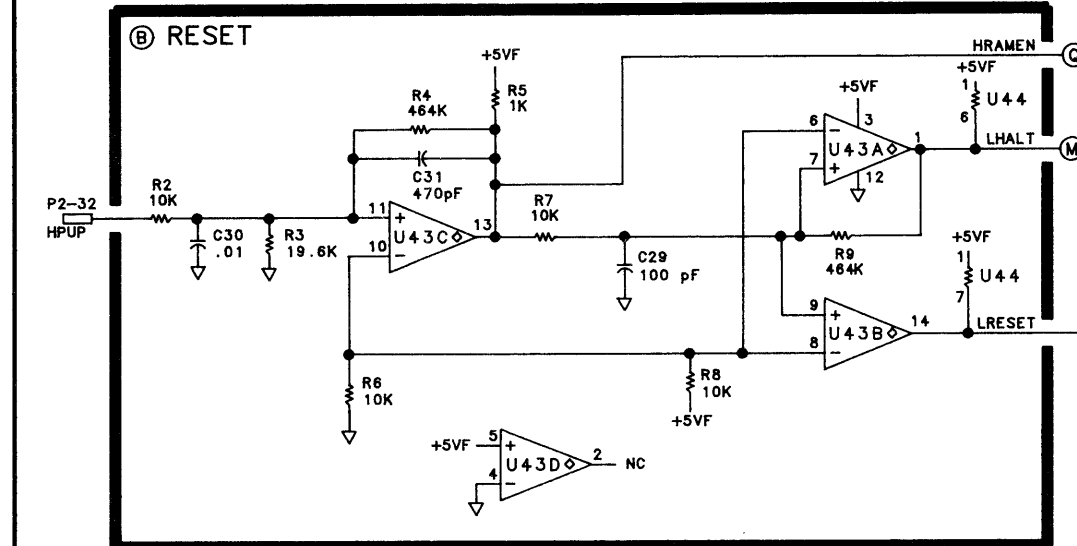 Ⓑ RESET
HRAMEN
Q
+5VF
+5VF
R5
1K
R4
464K
C31
470pF
+5VF
3
6
−
U43A◇
7
+
1
12
1
U44
6
LHALT
M
P2-32
HPUP
R2
10K
C30
.01
R3
19.6K
11
+
U43C◇
10
−
13
R7
10K
C29
100 pF
R9
464K
+5VF
1
U44
7
9
+
U43B◇
8
−
14
LRESET
R6
10K
R8
10K
+5VF
+5VF
5
+
U43D◇
4
−
2
NC